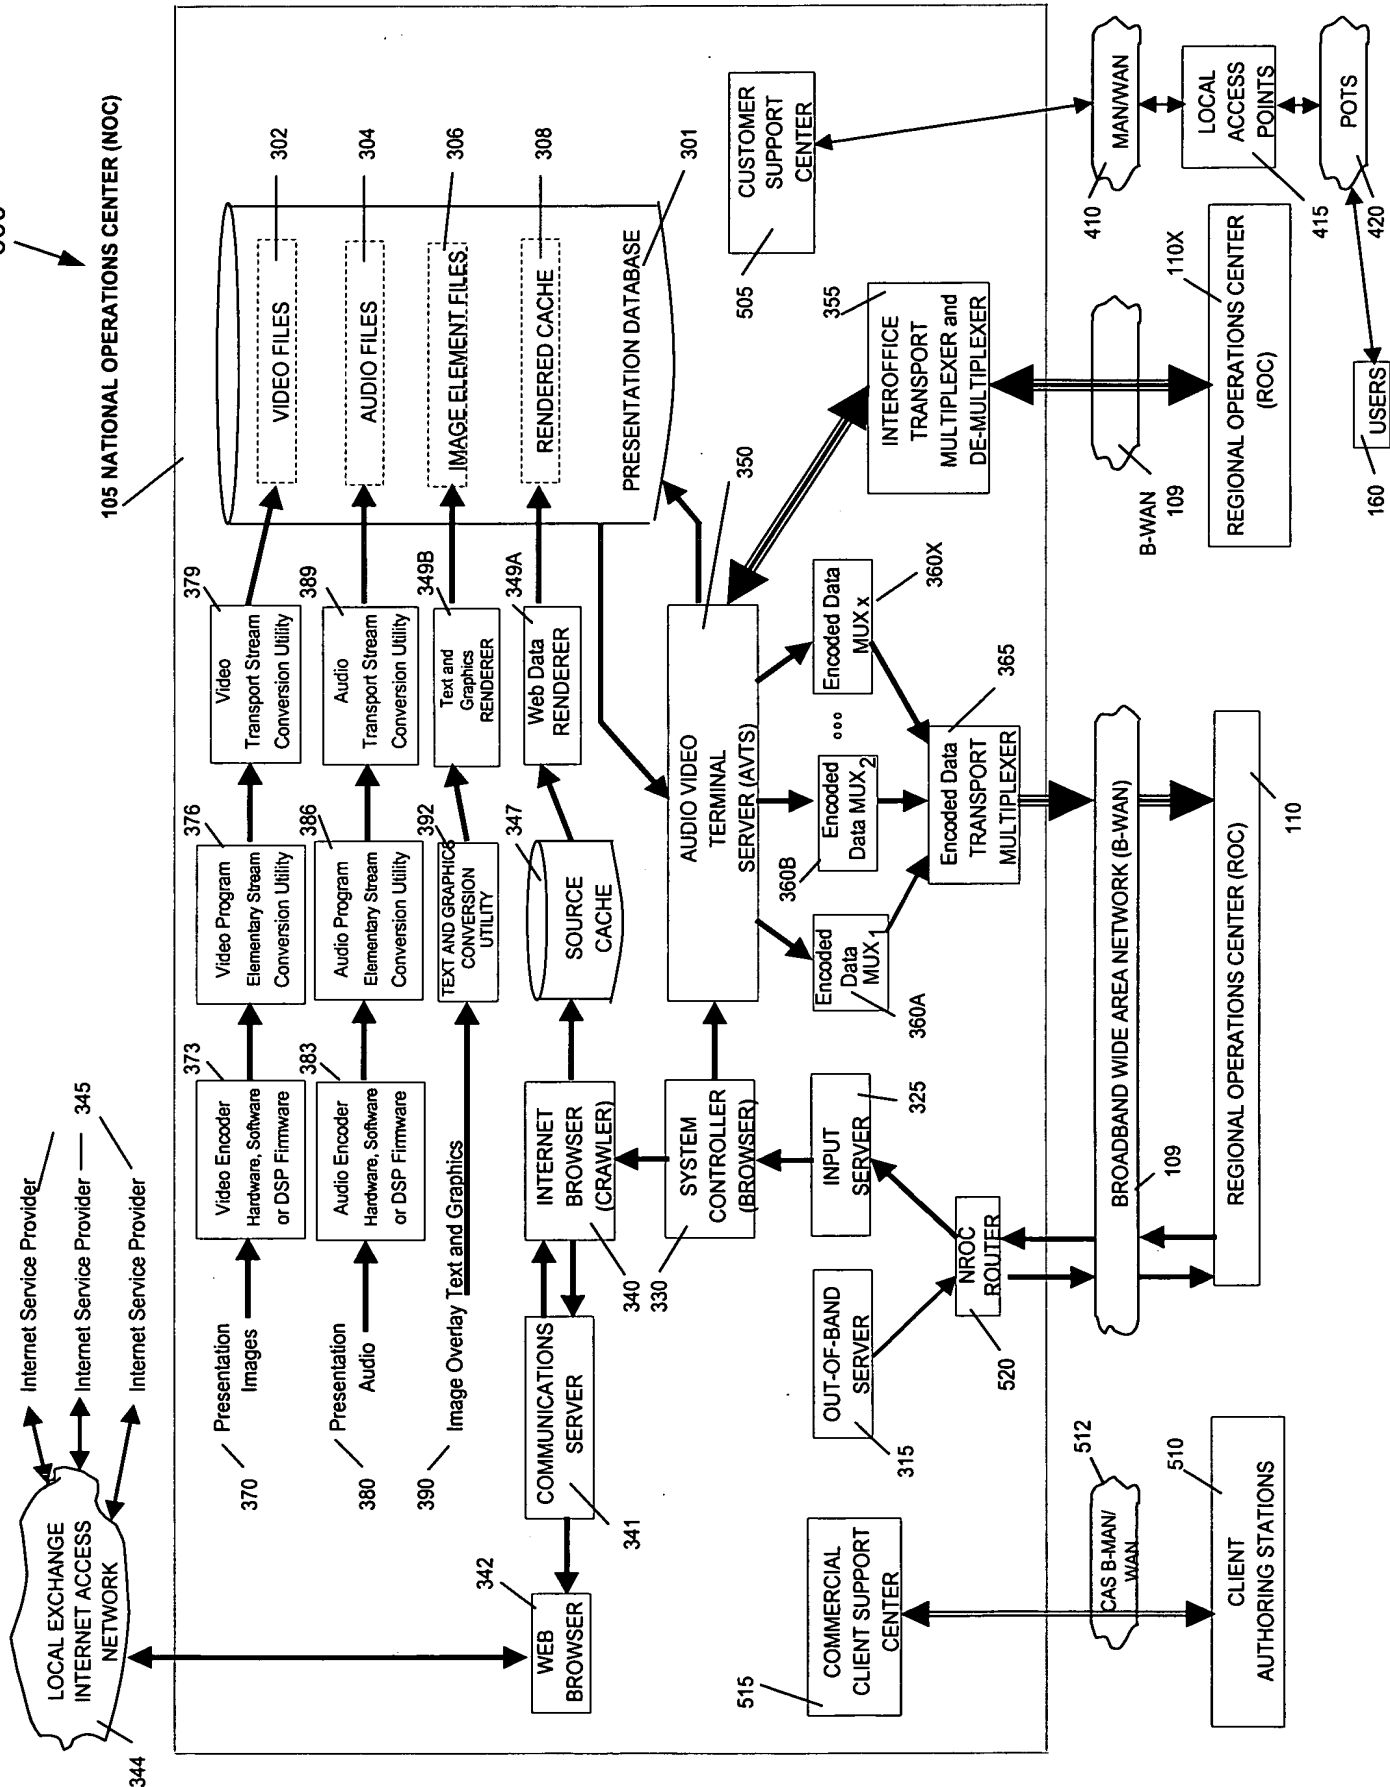 105 NATIONAL OPERATIONS CENTER (NOC)
LOCAL EXCHANGE
INTERNET ACCESS
NETWORK
344
Internet Service Provider
Internet Service Provider
Internet Service Provider
345
Presentation
Images
370
Video Encoder
Hardware, Software
or DSP Firmware
373
Video Program
Elementary Stream
Conversion Utility
376
Video
Transport Stream
Conversion Utility
379
VIDEO FILES
302
Presentation
Audio
380
Audio Encoder
Hardware, Software
or DSP Firmware
383
Audio Program
Elementary Stream
Conversion Utility
386
Audio
Transport Stream
Conversion Utility
389
AUDIO FILES
304
390
Image Overlay Text and Graphics
TEXT AND GRAPHICS
CONVERSION
UTILITY
392
Text and
Graphics
RENDERER
349B
IMAGE ELEMENT FILES
306
WEB
BROWSER
342
COMMUNICATIONS
SERVER
341
INTERNET
BROWSER
(CRAWLER)
340
SOURCE
CACHE
347
Web Data
RENDERER
349A
RENDERED CACHE
308
PRESENTATION DATABASE
301
SYSTEM
CONTROLLER
(BROWSER)
330
AUDIO VIDEO
TERMINAL
SERVER (AVTS)
350
CUSTOMER
SUPPORT
CENTER
505
COMMERCIAL
CLIENT SUPPORT
CENTER
515
OUT-OF-BAND
SERVER
315
INPUT
SERVER
325
Encoded
Data
MUX1
360A
Encoded
Data MUX2
360B
ooo
Encoded Data
MUX X
360X
INTEROFFICE
TRANSPORT
MULTIPLEXER and
DE-MULTIPLEXER
355
NROC
ROUTER
520
Encoded Data
TRANSPORT
MULTIPLEXER
365
CAS B-MAN/
WAN
512
BROADBAND WIDE AREA NETWORK (B-WAN)
109
B-WAN
109
MAN/WAN
410
LOCAL
ACCESS
POINTS
415
CLIENT
AUTHORING STATIONS
510
REGIONAL OPERATIONS CENTER (ROC)
110
REGIONAL OPERATIONS CENTER
(ROC)
110X
POTS
420
USERS
160